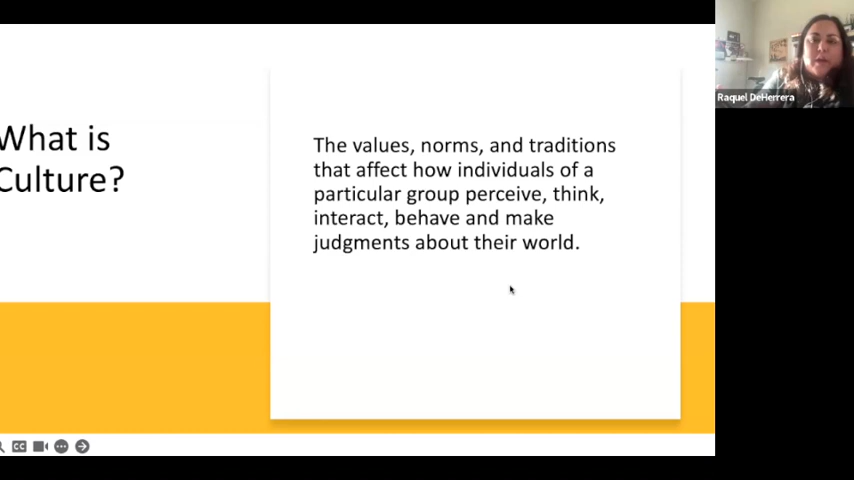 What is
Culture?
The values, norms, and traditions
that affect how individuals of a
particular group perceive, think,
interact, behave and make
judgments about their world.
Raquel DeHerrera
CC